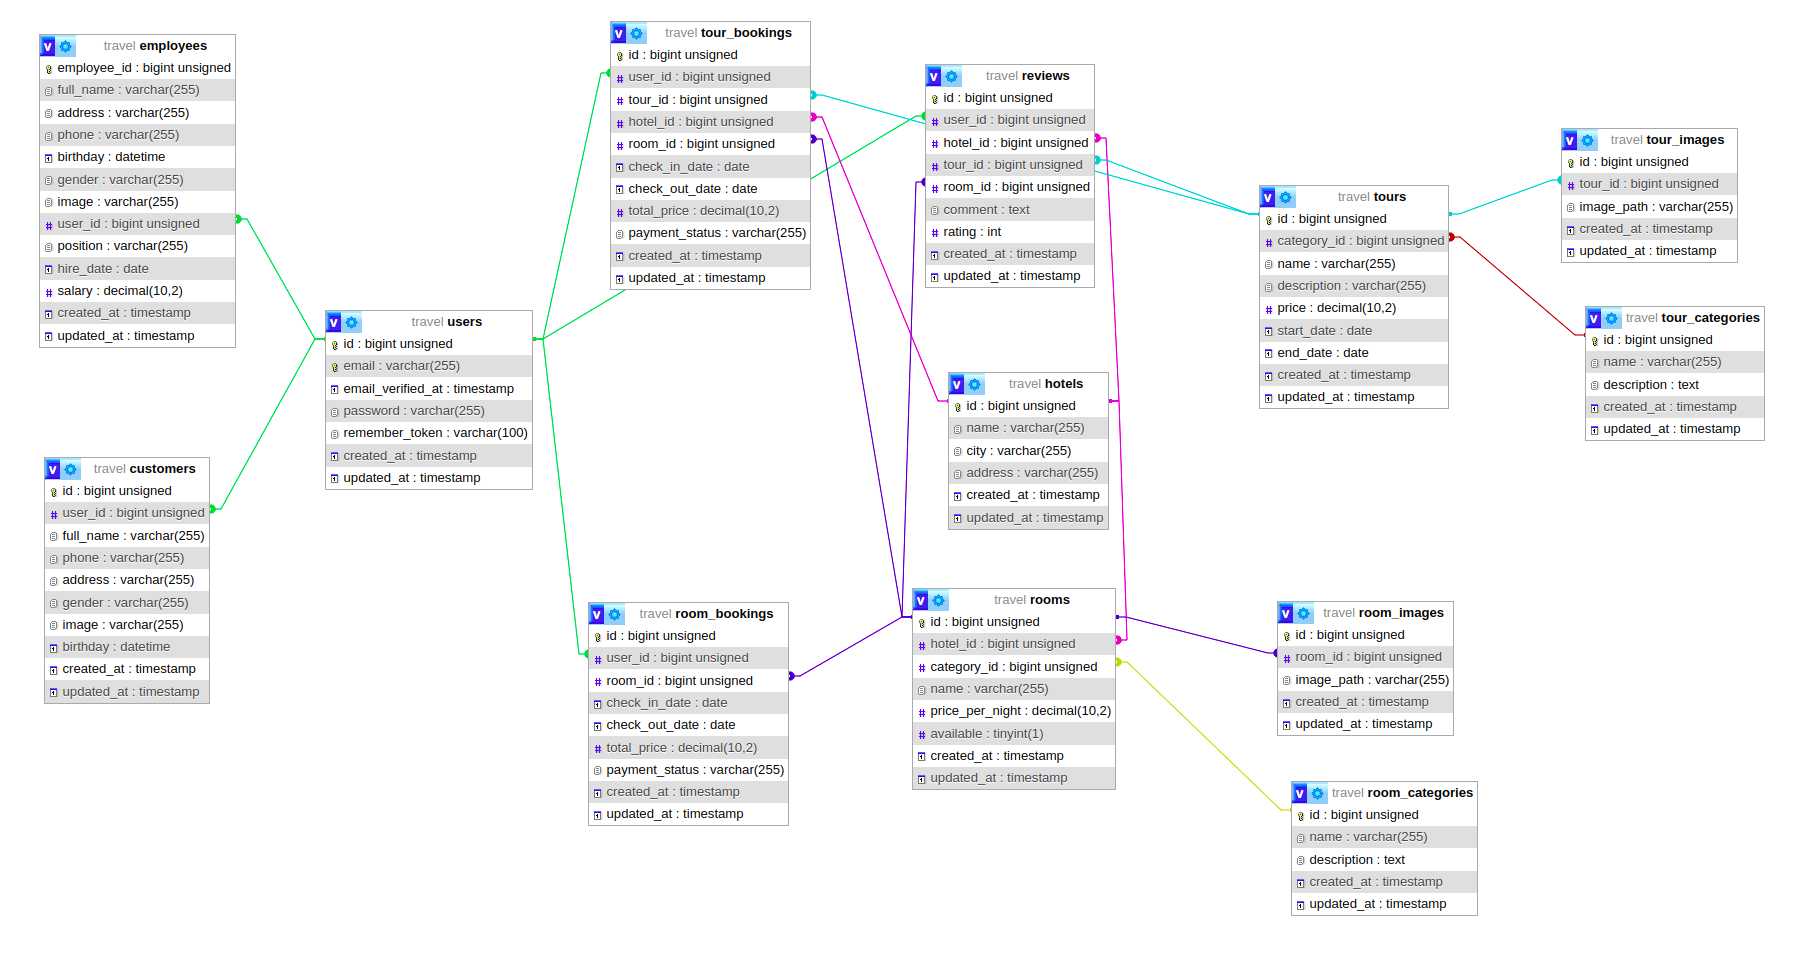 travel employees
employee_id : bigint unsigned
full_name : varchar(255)
address : varchar(255)
phone : varchar(255)
birthday : datetime
gender : varchar(255)
image : varchar(255)
user_id : bigint unsigned
position : varchar(255)
hire_date : date
salary : decimal(10,2)
created_at : timestamp
updated_at : timestamp
travel customers
id : bigint unsigned
user_id : bigint unsigned
full_name : varchar(255)
phone : varchar(255)
address : varchar(255)
gender : varchar(255)
image : varchar(255)
birthday : datetime
created_at : timestamp
updated_at : timestamp
travel users
id : bigint unsigned
email : varchar(255)
email_verified_at : timestamp
password : varchar(255)
remember_token : varchar(100)
created_at : timestamp
updated_at : timestamp
travel tour_bookings
id : bigint unsigned
user_id : bigint unsigned
tour_id : bigint unsigned
hotel_id : bigint unsigned
room_id : bigint unsigned
check_in_date : date
check_out_date : date
total_price : decimal(10,2)
payment_status : varchar(255)
created_at : timestamp
updated_at : timestamp
travel room_bookings
id : bigint unsigned
user_id : bigint unsigned
room_id : bigint unsigned
check_in_date : date
check_out_date : date
total_price : decimal(10,2)
payment_status : varchar(255)
created_at : timestamp
updated_at : timestamp
travel reviews
id : bigint unsigned
user_id : bigint unsigned
hotel_id : bigint unsigned
tour_id : bigint unsigned
room_id : bigint unsigned
comment : text
rating : int
created_at : timestamp
updated_at : timestamp
travel hotels
id : bigint unsigned
name : varchar(255)
city : varchar(255)
address : varchar(255)
created_at : timestamp
updated_at : timestamp
travel rooms
id : bigint unsigned
hotel_id : bigint unsigned
category_id : bigint unsigned
name : varchar(255)
price_per_night : decimal(10,2)
available : tinyint(1)
created_at : timestamp
updated_at : timestamp
travel tours
id : bigint unsigned
category_id : bigint unsigned
name : varchar(255)
description : varchar(255)
price : decimal(10,2)
start_date : date
end_date : date
created_at : timestamp
updated_at : timestamp
travel tour_images
id : bigint unsigned
tour_id : bigint unsigned
image_path : varchar(255)
created_at : timestamp
updated_at : timestamp
travel tour_categories
id : bigint unsigned
name : varchar(255)
description : text
created_at : timestamp
updated_at : timestamp
travel room_images
id : bigint unsigned
room_id : bigint unsigned
image_path : varchar(255)
created_at : timestamp
updated_at : timestamp
travel room_categories
id : bigint unsigned
name : varchar(255)
description : text
created_at : timestamp
updated_at : timestamp